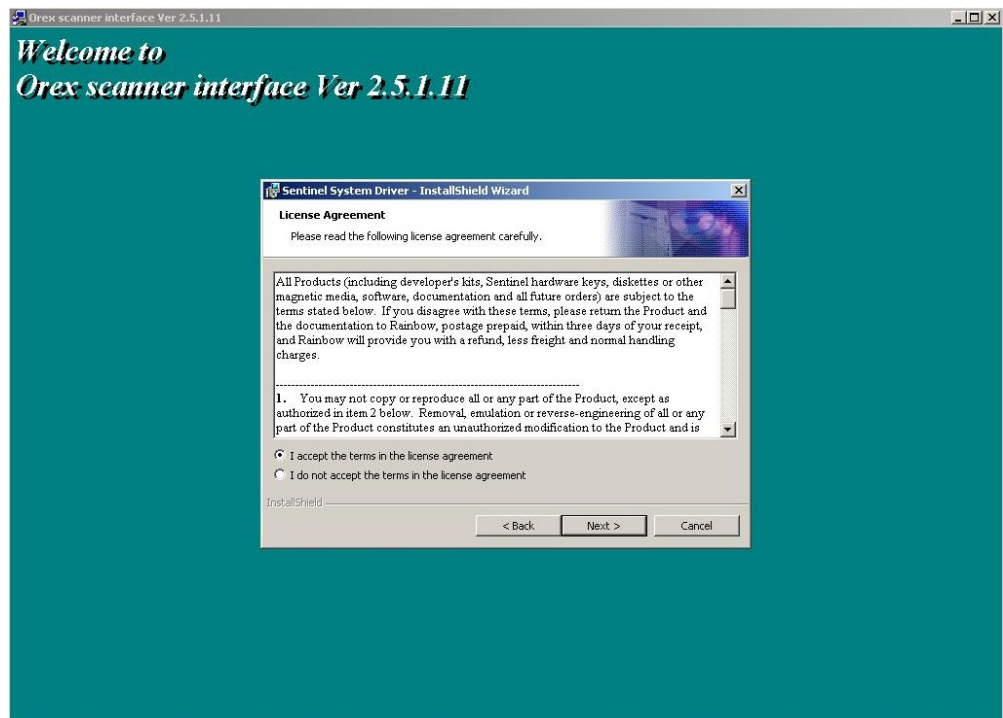 Orex scanner interface Ver 2.5.1.11
Welcome to
Orex scanner interface Ver 2.5.1.11
Sentinel System Driver - InstallShield Wizard
License Agreement
Please read the following license agreement carefully.
All Products (including developer's kits, Sentinel hardware keys, diskettes or other
magnetic media, software, documentation and all future orders) are subject to the
terms stated below. If you disagree with these terms, please return the Product and
the documentation to Rainbow, postage prepaid, within three days of your receipt,
and Rainbow will provide you with a refund, less freight and normal handling
charges.
1. You may not copy or reproduce all or any part of the Product, except as
authorized in item 2 below. Removal, emulation or reverse-engineering of all or any
part of the Product constitutes an unauthorized modification to the Product and is
I accept the terms in the license agreement
I do not accept the terms in the license agreement
InstallShield
< Back Next > Cancel